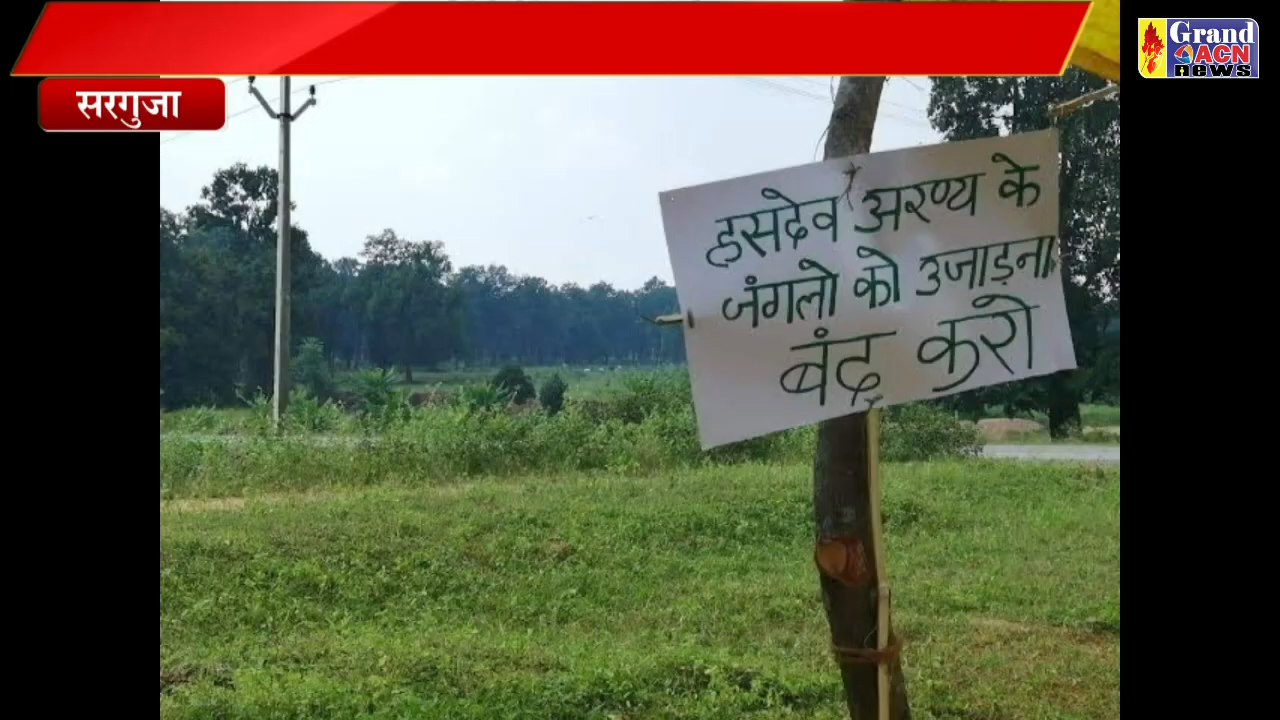 Grand
ACN
news
सरगुजा
हसदेव अरण्य के
जंगलो को उजाड़ना
बंद करो